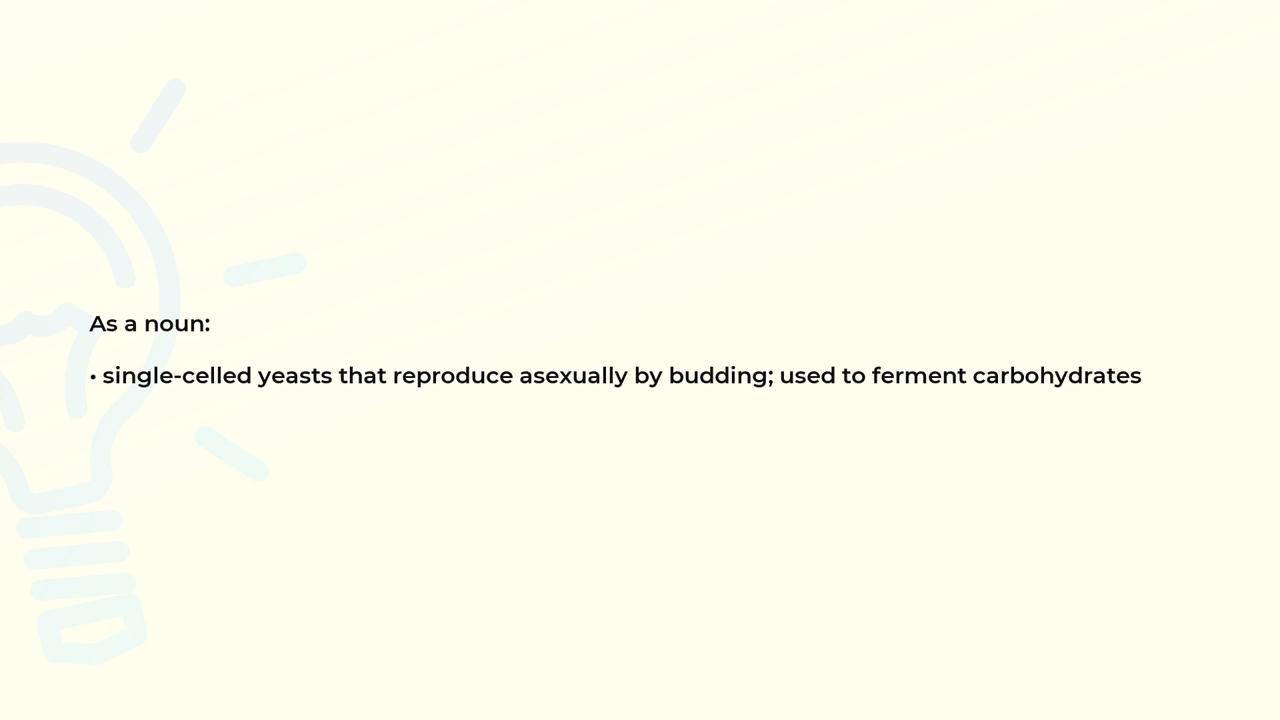 As a noun:
• single-celled yeasts that reproduce asexually by budding; used to ferment carbohydrates